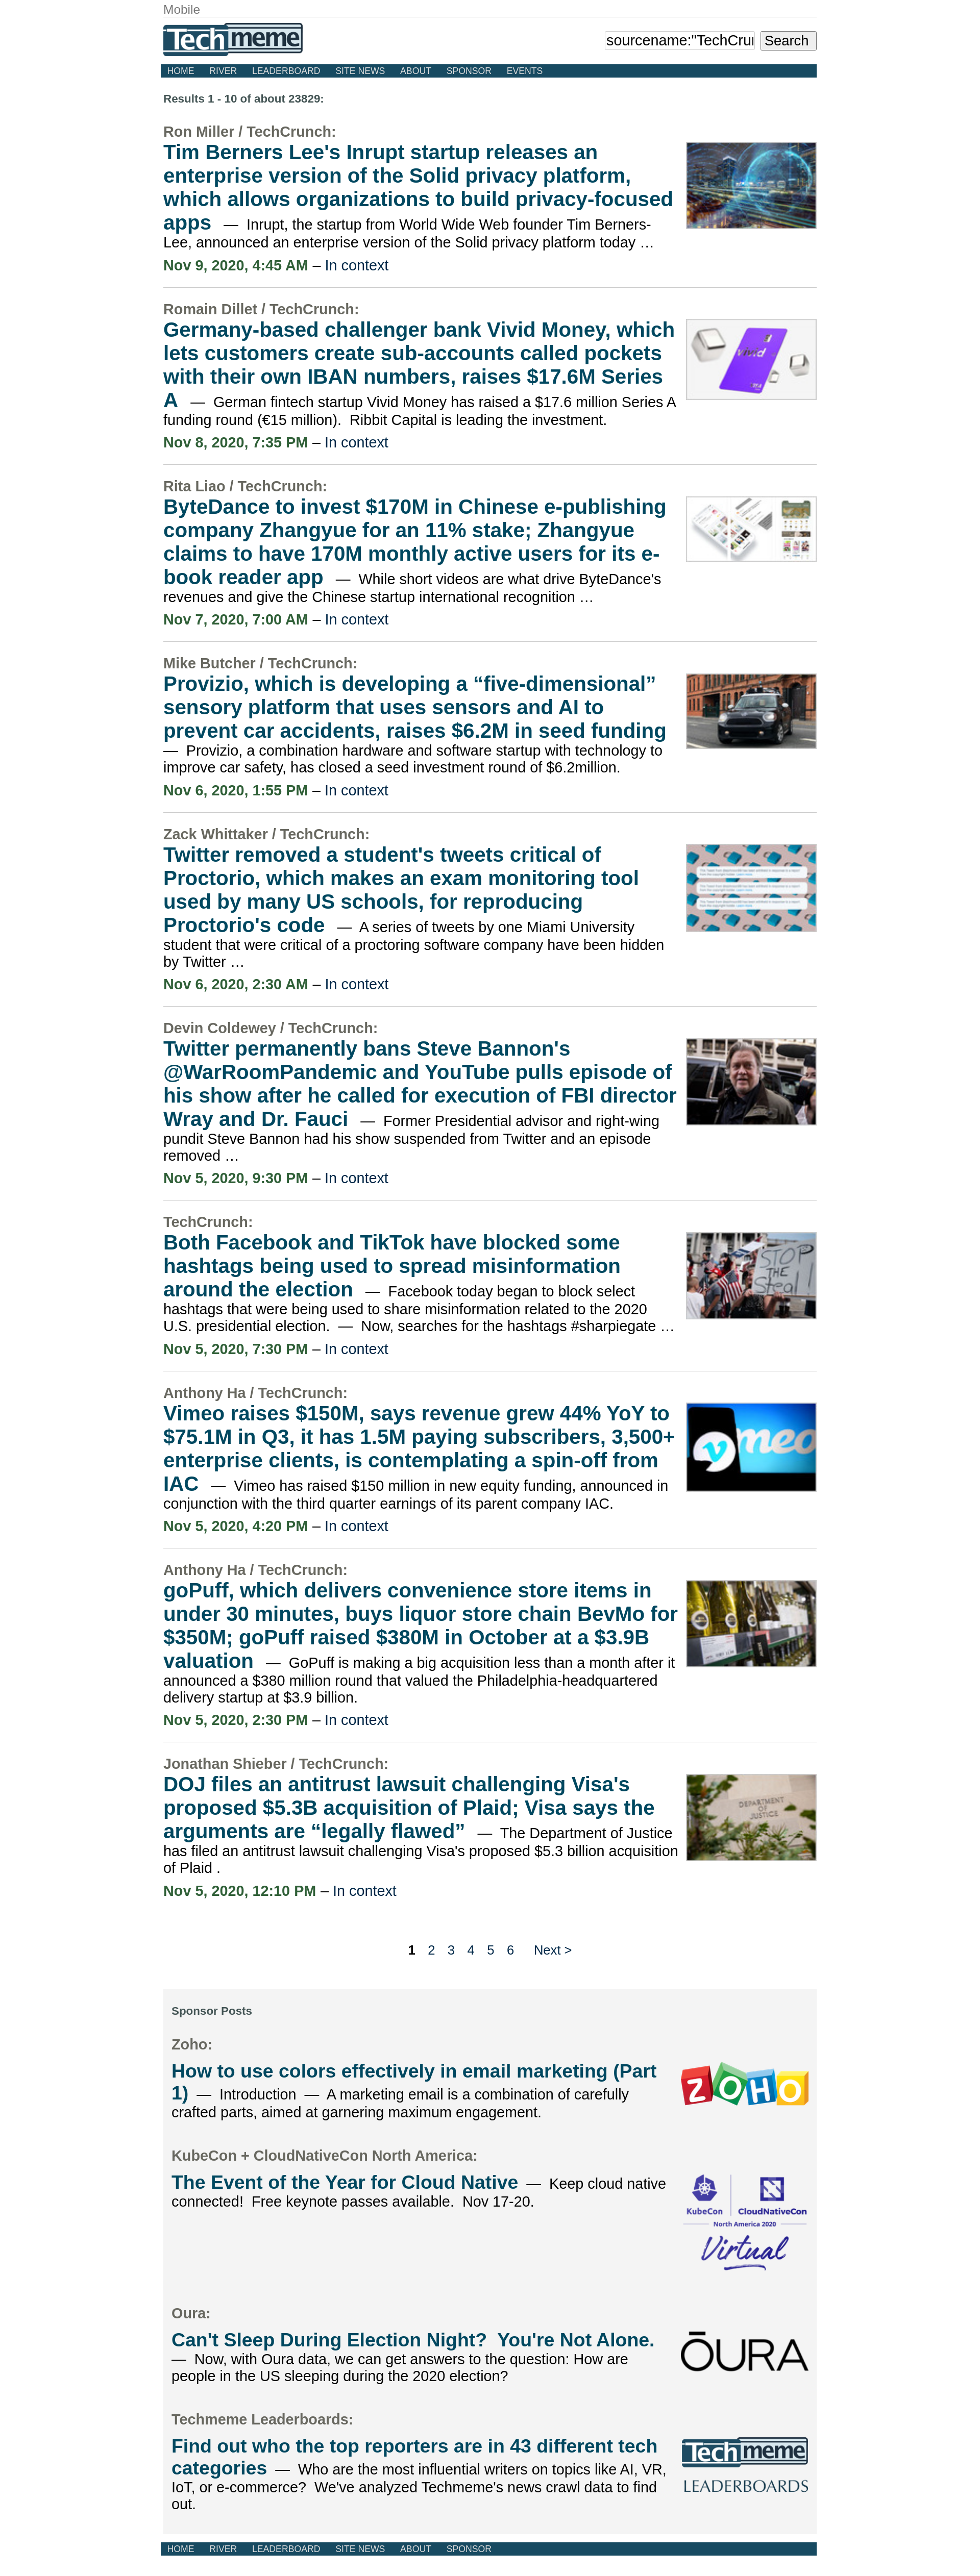 Mobile
Techmeme
sourcename:"TechCru
Search
HOME RIVER LEADERBOARD SITE NEWS ABOUT SPONSOR EVENTS
Results 1 - 10 of about 23829:
Ron Miller / TechCrunch:
Tim Berners Lee's Inrupt startup releases an
enterprise version of the Solid privacy platform,
which allows organizations to build privacy-focused
apps — Inrupt, the startup from World Wide Web founder Tim Berners-
Lee, announced an enterprise version of the Solid privacy platform today …
Nov 9, 2020, 4:45 AM – In context
Romain Dillet / TechCrunch:
Germany-based challenger bank Vivid Money, which
lets customers create sub-accounts called pockets
with their own IBAN numbers, raises $17.6M Series
A — German fintech startup Vivid Money has raised a $17.6 million Series A
funding round (€15 million). Ribbit Capital is leading the investment.
Nov 8, 2020, 7:35 PM – In context
Rita Liao / TechCrunch:
ByteDance to invest $170M in Chinese e-publishing
company Zhangyue for an 11% stake; Zhangyue
claims to have 170M monthly active users for its e-
book reader app — While short videos are what drive ByteDance's
revenues and give the Chinese startup international recognition …
Nov 7, 2020, 7:00 AM – In context
Mike Butcher / TechCrunch:
Provizio, which is developing a “five-dimensional”
sensory platform that uses sensors and AI to
prevent car accidents, raises $6.2M in seed funding
— Provizio, a combination hardware and software startup with technology to
improve car safety, has closed a seed investment round of $6.2million.
Nov 6, 2020, 1:55 PM – In context
Zack Whittaker / TechCrunch:
Twitter removed a student's tweets critical of
Proctorio, which makes an exam monitoring tool
used by many US schools, for reproducing
Proctorio's code — A series of tweets by one Miami University
student that were critical of a proctoring software company have been hidden
by Twitter …
Nov 6, 2020, 2:30 AM – In context
Devin Coldewey / TechCrunch:
Twitter permanently bans Steve Bannon's
@WarRoomPandemic and YouTube pulls episode of
his show after he called for execution of FBI director
Wray and Dr. Fauci — Former Presidential advisor and right-wing
pundit Steve Bannon had his show suspended from Twitter and an episode
removed …
Nov 5, 2020, 9:30 PM – In context
TechCrunch:
Both Facebook and TikTok have blocked some
hashtags being used to spread misinformation
around the election — Facebook today began to block select
hashtags that were being used to share misinformation related to the 2020
U.S. presidential election. — Now, searches for the hashtags #sharpiegate …
STOP
THE
Steal!
Nov 5, 2020, 7:30 PM – In context
Anthony Ha / TechCrunch:
Vimeo raises $150M, says revenue grew 44% YoY to
$75.1M in Q3, it has 1.5M paying subscribers, 3,500+
enterprise clients, is contemplating a spin-off from
IAC — Vimeo has raised $150 million in new equity funding, announced in
conjunction with the third quarter earnings of its parent company IAC.
Nov 5, 2020, 4:20 PM – In context
Anthony Ha / TechCrunch:
goPuff, which delivers convenience store items in
under 30 minutes, buys liquor store chain BevMo for
$350M; goPuff raised $380M in October at a $3.9B
valuation — GoPuff is making a big acquisition less than a month after it
announced a $380 million round that valued the Philadelphia-headquartered
delivery startup at $3.9 billion.
Nov 5, 2020, 2:30 PM – In context
Jonathan Shieber / TechCrunch:
DOJ files an antitrust lawsuit challenging Visa's
proposed $5.3B acquisition of Plaid; Visa says the
arguments are “legally flawed” — The Department of Justice
has filed an antitrust lawsuit challenging Visa's proposed $5.3 billion acquisition
of Plaid .
DEPARTMENT
OF
JUSTICE
Nov 5, 2020, 12:10 PM – In context
1 2 3 4 5 6 Next >
Sponsor Posts
Zoho:
How to use colors effectively in email marketing (Part
1) — Introduction — A marketing email is a combination of carefully
crafted parts, aimed at garnering maximum engagement.
ZOHO
KubeCon + CloudNativeCon North America:
The Event of the Year for Cloud Native — Keep cloud native
connected! Free keynote passes available. Nov 17-20.
KubeCon CloudNativeCon
North America 2020
Virtual
Oura:
Can't Sleep During Election Night? You're Not Alone.
— Now, with Oura data, we can get answers to the question: How are
people in the US sleeping during the 2020 election?
ŌURA
Techmeme Leaderboards:
Find out who the top reporters are in 43 different tech
categories — Who are the most influential writers on topics like AI, VR,
IoT, or e-commerce? We've analyzed Techmeme's news crawl data to find
out.
Techmeme
LEADERBOARDS
HOME RIVER LEADERBOARD SITE NEWS ABOUT SPONSOR